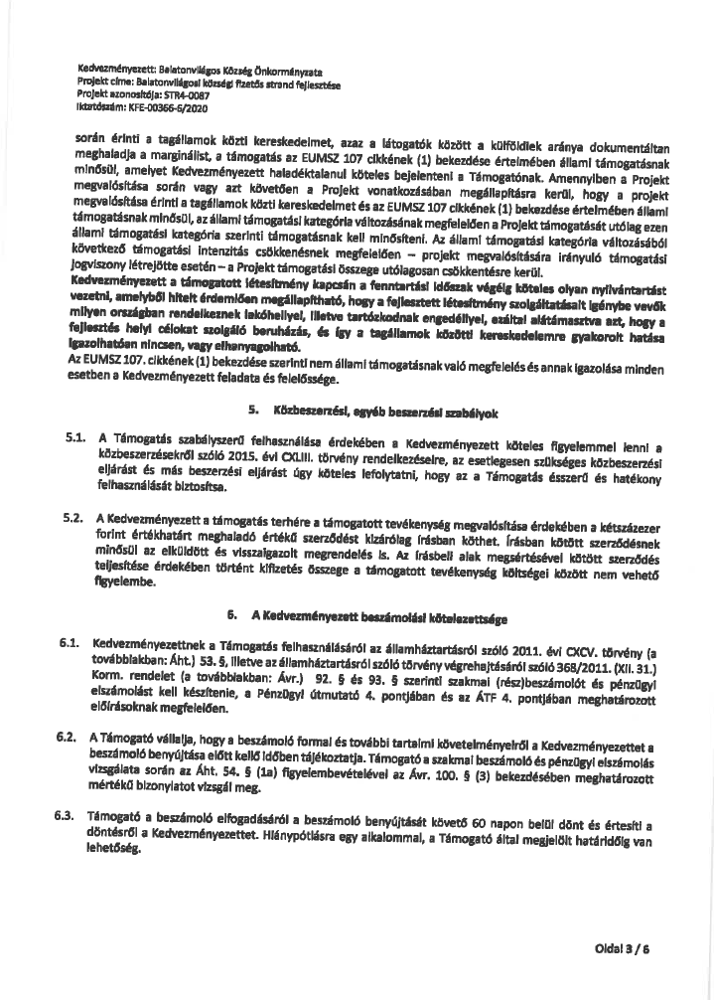 Kedvezményezett: Balatonvilágos Község Önkormányzata
Projekt címe: Balatonvilágosi községi fizetős strand fejlesztése
Projekt azonosítója: STR4-0087
Iktatószám: KFE-00366-6/2020
során érinti a tagállamok közti kereskedelmet, azaz a látogatók között a külföldiek aránya dokumentáltan
meghaladja a marginálist, a támogatás az EUMSZ 107 cikkének (1) bekezdése értelmében állami támogatásnak
minősül, amelyet Kedvezményezett haladéktalanul köteles bejelenteni a Támogatónak. Amennyiben a Projekt
megvalósítása során vagy azt követően a Projekt vonatkozásában megállapításra kerül, hogy a projekt
megvalósítása érinti a tagállamok közti kereskedelmet és az EUMSZ 107 cikkének (1) bekezdése értelmében állami
támogatásnak minősül, az állami támogatási kategória változásának megfelelően a Projekt támogatását utólag ezen
állami támogatási kategória szerinti támogatásnak kell minősíteni. Az állami támogatási kategória változásából
következő támogatási intenzitás csökkenésnek megfelelően – projekt megvalósítására irányuló támogatási
jogviszony létrejötte esetén – a Projekt támogatási összege utólagosan csökkentésre kerül.
Kedvezményezett a támogatott létesítmény kapcsán a fenntartási időszak végéig köteles olyan nyilvántartást
vezetni, amelyből hitelt érdemlően megállapítható, hogy a fejlesztett létesítmény szolgáltatásait igénybe vevők
milyen országban rendelkeznek lakóhellyel, illetve tartózkodnak engedéllyel, ezáltal alátámasztva azt, hogy a
fejlesztés helyi célokat szolgáló beruházás, és így a tagállamok közötti kereskedelemre gyakorolt hatása
igazolhatóan nincsen, vagy elhanyagolható.
Az EUMSZ 107. cikkének (1) bekezdése szerinti nem állami támogatásnak való megfelelés és annak igazolása minden
esetben a Kedvezményezett feladata és felelőssége.
5. Közbeszerzési, egyéb beszerzési szabályok
5.1. A Támogatás szabályszerű felhasználása érdekében a Kedvezményezett köteles figyelemmel lenni a
közbeszerzésekről szóló 2015. évi CXLIII. törvény rendelkezéseire, az esetlegesen szükséges közbeszerzési
eljárást és más beszerzési eljárást úgy köteles lefolytatni, hogy az a Támogatás ésszerű és hatékony
felhasználását biztosítsa.
5.2. A Kedvezményezett a támogatás terhére a támogatott tevékenység megvalósítása érdekében a kétszázezer
forint értékhatárt meghaladó értékű szerződést kizárólag írásban köthet. Írásban kötött szerződésnek
minősül az elküldött és visszaigazolt megrendelés is. Az írásbeli alak megsértésével kötött szerződés
teljesítése érdekében történt kifizetés összege a támogatott tevékenység költségei között nem vehető
figyelembe.
6. A Kedvezményezett beszámolási kötelezettsége
6.1. Kedvezményezettnek a Támogatás felhasználásáról az államháztartásról szóló 2011. évi CXCV. törvény (a
továbbiakban: Áht.) 53. §, illetve az államháztartásról szóló törvény végrehajtásáról szóló 368/2011. (XII. 31.)
Korm. rendelet (a továbbiakban: Ávr.) 92. § és 93. § szerinti szakmai (rész)beszámolót és pénzügyi
elszámolást kell készítenie, a Pénzügyi útmutató 4. pontjában és az ÁTF 4. pontjában meghatározott
előírásoknak megfelelően.
6.2. A Támogató vállalja, hogy a beszámoló formai és további tartalmi követelményeiről a Kedvezményezettet a
beszámoló benyújtása előtt kellő időben tájékoztatja. Támogató a szakmai beszámoló és pénzügyi elszámolás
vizsgálata során az Áht. 54. § (1a) figyelembevételével az Ávr. 100. § (3) bekezdésében meghatározott
mértékű bizonylatot vizsgál meg.
6.3. Támogató a beszámoló elfogadásáról a beszámoló benyújtását követő 60 napon belül dönt és értesíti a
döntésről a Kedvezményezettet. Hiánypótlásra egy alkalommal, a Támogató által megjelölt határidőig van
lehetőség.
Oldal 3 / 6